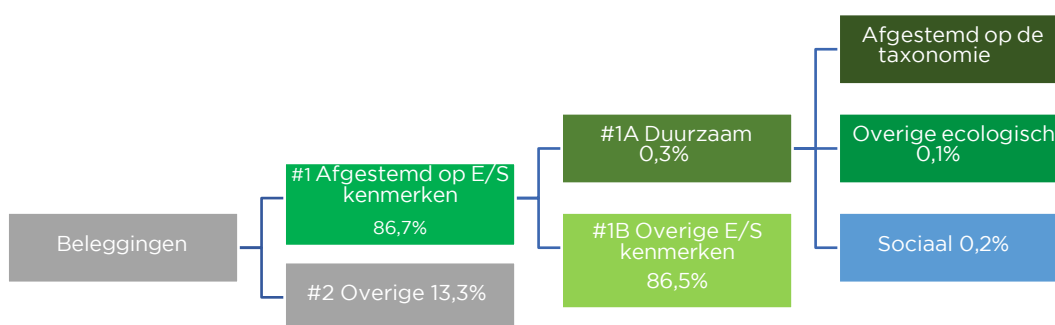 Beleggingen
#1 Afgestemd op E/S
kenmerken
86,7%
#2 Overige 13,3%
#1A Duurzaam
0,3%
#1B Overige E/S
kenmerken
86,5%
Afgestemd op de
taxonomie
Overige ecologisch
0,1%
Sociaal 0,2%